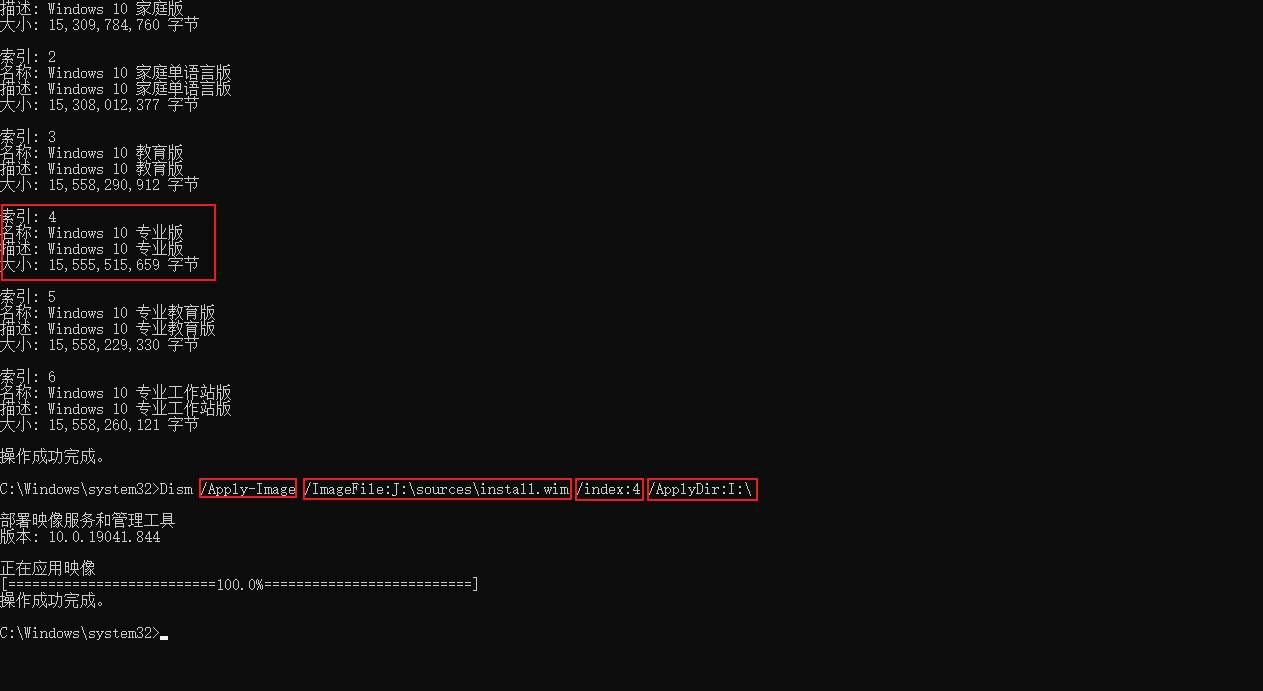 描述: Windows 10 家庭版
大小: 15,309,784,760 字节
索引: 2
名称: Windows 10 家庭单语言版
描述: Windows 10 家庭单语言版
大小: 15,308,012,377 字节
索引: 3
名称: Windows 10 教育版
描述: Windows 10 教育版
大小: 15,558,290,912 字节
索引: 4
名称: Windows 10 专业版
描述: Windows 10 专业版
大小: 15,555,515,659 字节
索引: 5
名称: Windows 10 专业教育版
描述: Windows 10 专业教育版
大小: 15,558,229,330 字节
索引: 6
名称: Windows 10 专业工作站版
描述: Windows 10 专业工作站版
大小: 15,558,260,121 字节
操作成功完成。
C:\Windows\system32>Dism /Apply-Image /ImageFile:J:\sources\install.wim /index:4 /ApplyDir:I:\
部署映像服务和管理工具
版本: 10.0.19041.844
正在应用映像
[==========================100.0%==========================]
操作成功完成。
C:\Windows\system32>